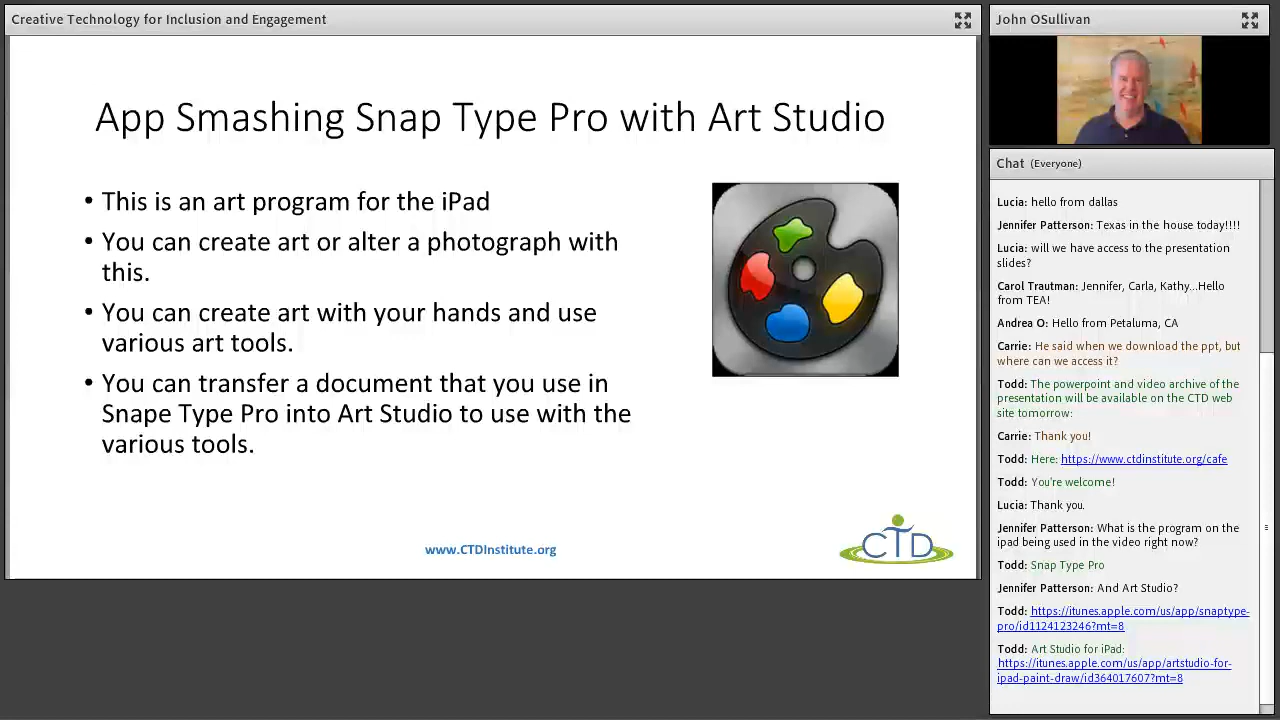 Creative Technology for Inclusion and Engagement
App Smashing Snap Type Pro with Art Studio
• This is an art program for the iPad
• You can create art or alter a photograph with
this.
• You can create art with your hands and use
various art tools.
• You can transfer a document that you use in
Snape Type Pro into Art Studio to use with the
various tools.
www.CTDInstitute.org
CTD
John OSullivan
Chat (Everyone)
Lucia: hello from dallas
Jennifer Patterson: Texas in the house today!!!!
Lucia: will we have access to the presentation
slides?
Carol Trautman: Jennifer, Carla, Kathy...Hello
from TEA!
Andrea O: Hello from Petaluma, CA
Carrie: He said when we download the ppt, but
where can we access it?
Todd: The powerpoint and video archive of the
presentation will be available on the CTD web
site tomorrow:
Carrie: Thank you!
Todd: Here: https://www.ctdinstitute.org/cafe
Todd: You're welcome!
Lucia: Thank you.
Jennifer Patterson: What is the program on the
ipad being used in the video right now?
Todd: Snap Type Pro
Jennifer Patterson: And Art Studio?
Todd: https://itunes.apple.com/us/app/snaptype-
pro/id1124123246?mt=8
Todd: Art Studio for iPad:
https://itunes.apple.com/us/app/artstudio-for-
ipad-paint-draw/id364017607?mt=8